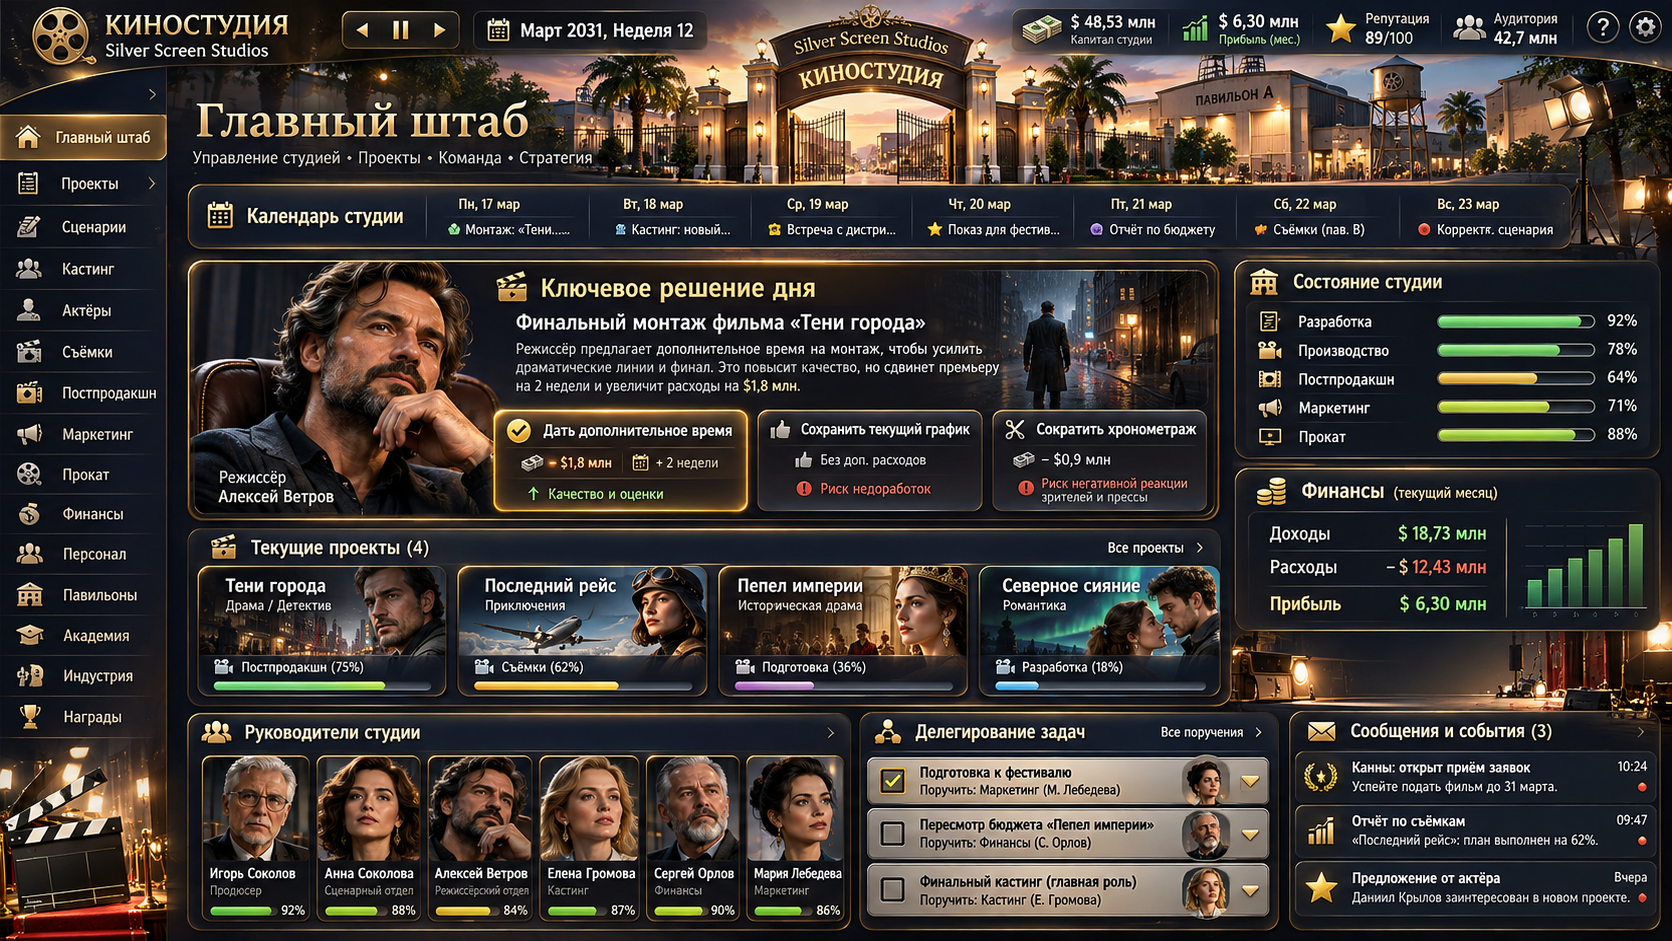 КИНОСТУДИЯ
Silver Screen Studios
Март 2031, Неделя 12
Silver Screen Studios
КИНОСТУДИЯ
ПАВИЛЬОН А
$ 48,53 млн
Капитал студии
$ 6,30 млн
Прибыль (мес.)
Репутация
89/100
Аудитория
42,7 млн
?
Главный штаб
Проекты
Сценарии
Кастинг
Актёры
Съёмки
Постпродакшн
Маркетинг
Прокат
Финансы
Персонал
Павильоны
Академия
Индустрия
Награды
Главный штаб
Управление студией • Проекты • Команда • Стратегия
Календарь студии
Пн, 17 мар
Монтаж: «Тени......
Вт, 18 мар
Кастинг: новый...
Ср, 19 мар
Встреча с дистри...
Чт, 20 мар
Показ для фестив...
Пт, 21 мар
Отчёт по бюджету
Сб, 22 мар
Съёмки (пав. В)
Вс, 23 мар
Корректк. сценария
Ключевое решение дня
Финальный монтаж фильма «Тени города»
Режиссёр предлагает дополнительное время на монтаж, чтобы усилить
драматические линии и финал. Это повысит качество, но сдвинет премьеру
на 2 недели и увеличит расходы на $1,8 млн.
Режиссёр
Алексей Ветров
Дать дополнительное время
– $1,8 млн
+ 2 недели
Качество и оценки
Сохранить текущий график
Без доп. расходов
Риск недоработок
Сократить хронометраж
– $0,9 млн
Риск негативной реакции
зрителей и прессы
Состояние студии
Разработка 92%
Производство 78%
Постпродакшн 64%
Маркетинг 71%
Прокат 88%
Финансы (текущий месяц)
Доходы $ 18,73 млн
Расходы – $ 12,43 млн
Прибыль $ 6,30 млн
Текущие проекты (4)
Все проекты
Тени города
Драма / Детектив
Постпродакшн (75%)
Последний рейс
Приключения
Съёмки (62%)
Пепел империи
Историческая драма
Подготовка (36%)
Северное сияние
Романтика
Разработка (18%)
Руководители студии
Игорь Соколов
Продюсер
92%
Анна Соколова
Сценарный отдел
88%
Алексей Ветров
Режиссёрский отдел
84%
Елена Громова
Кастинг
87%
Сергей Орлов
Финансы
90%
Мария Лебедева
Маркетинг
86%
Делегирование задач
Все поручения
Подготовка к фестивалю
Поручить: Маркетинг (М. Лебедева)
Пересмотр бюджета «Пепел империи»
Поручить: Финансы (С. Орлов)
Финальный кастинг (главная роль)
Поручить: Кастинг (Е. Громова)
Сообщения и события (3)
Канны: открыт приём заявок 10:24
Успейте подать фильм до 31 марта.
Отчёт по съёмкам 09:47
«Последний рейс»: план выполнен на 62%.
Предложение от актёра Вчера
Даниил Крылов заинтересован в новом проекте.